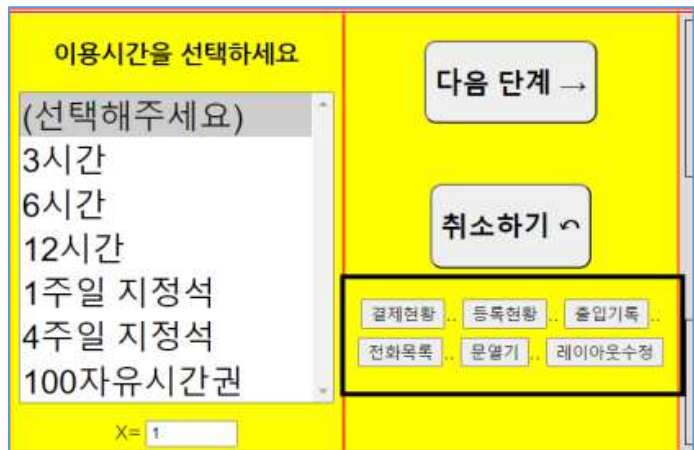 이용시간을 선택하세요
(선택해주세요)
3시간
6시간
12시간
1주일 지정석
4주일 지정석
100자유시간권
X= 1
다음 단계 →
취소하기 ↶
결제현황 .. 등록현황 .. 출입기록 ..
전화목록 .. 문열기 .. 레이아웃수정